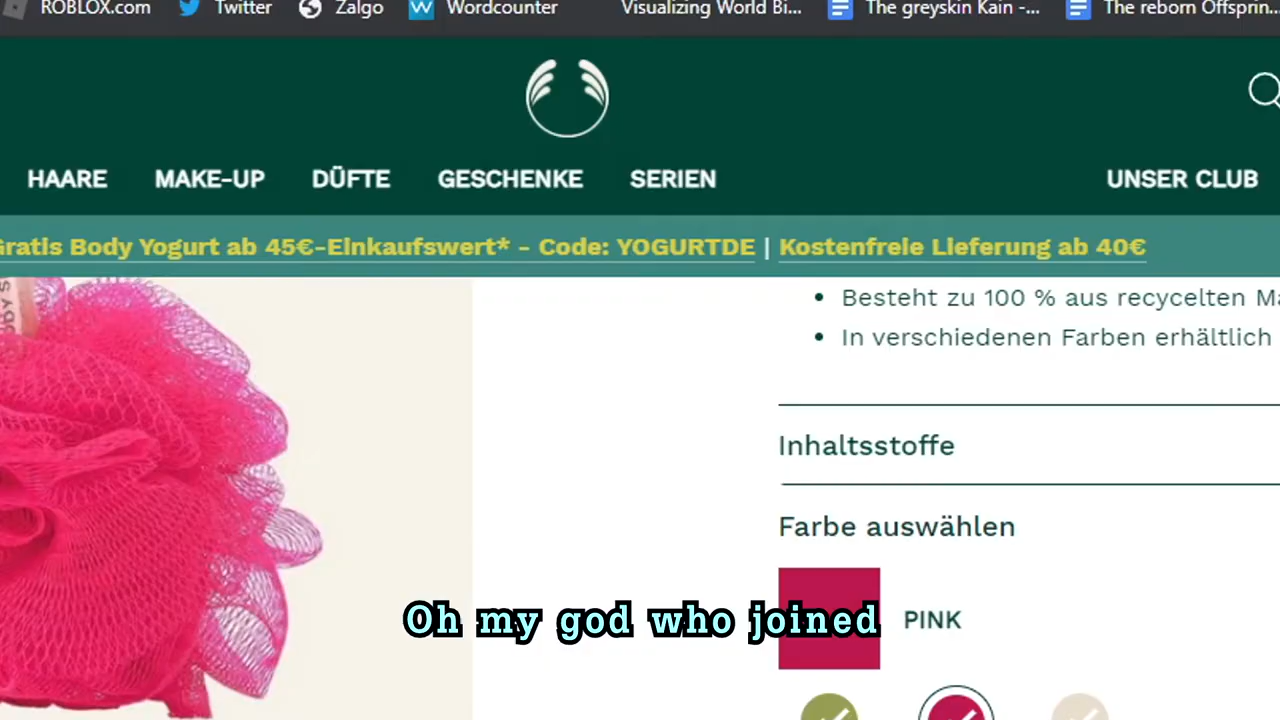 ROBLOX.com Twitter Zalgo Wordcounter Visualizing World Bi... The greyskin Kain -... The reborn Offsprin...
HAARE MAKE-UP DÜFTE GESCHENKE SERIEN UNSER CLUB
Gratis Body Yogurt ab 45€-Einkaufswert* - Code: YOGURTDE | Kostenfreie Lieferung ab 40€
Besteht zu 100 % aus recycelten
In verschiedenen Farben erhältlich
Inhaltsstoffe
Farbe auswählen
Oh my god who joined
PINK